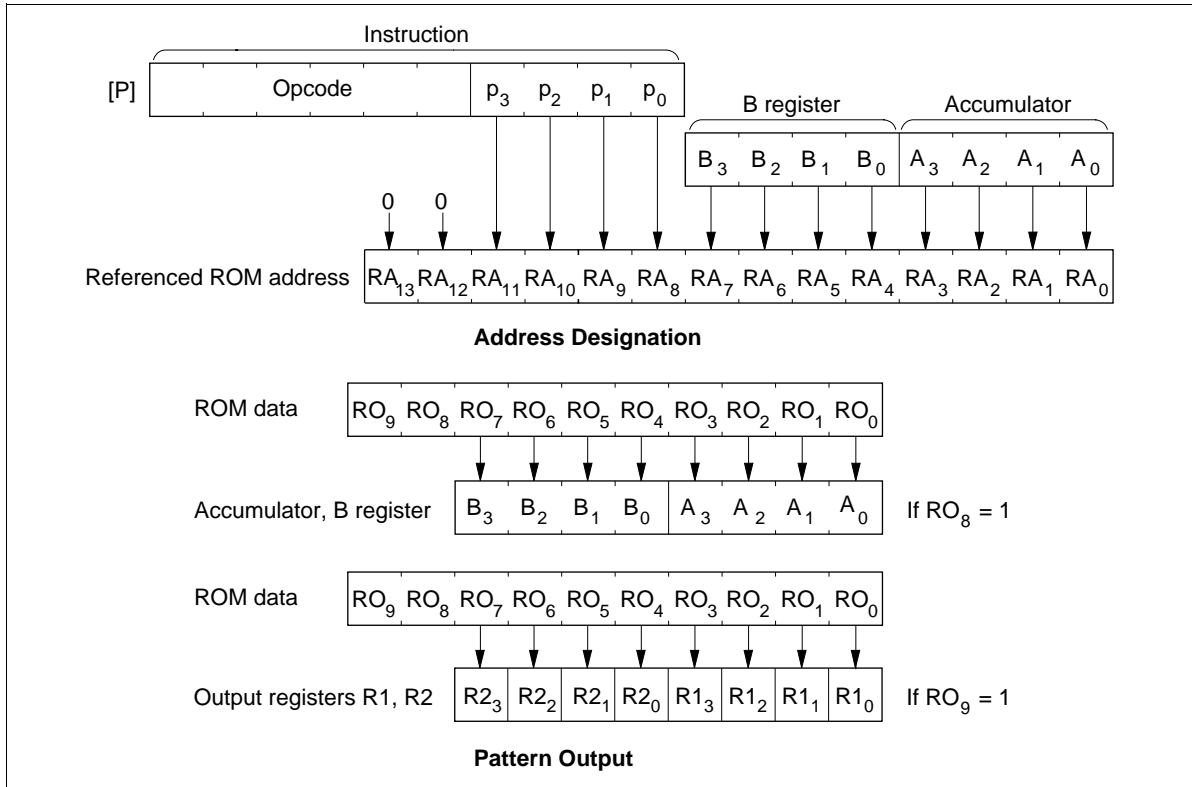 Instruction
[P] Opcode p3 p2 p1 p0
B register Accumulator
B3 B2 B1 B0 A3 A2 A1 A0
0 0
Referenced ROM address RA13 RA12 RA11 RA10 RA9 RA8 RA7 RA6 RA5 RA4 RA3 RA2 RA1 RA0
Address Designation
ROM data RO9 RO8 RO7 RO6 RO5 RO4 RO3 RO2 RO1 RO0
Accumulator, B register B3 B2 B1 B0 A3 A2 A1 A0 If RO8 = 1
ROM data RO9 RO8 RO7 RO6 RO5 RO4 RO3 RO2 RO1 RO0
Output registers R1, R2 R23 R22 R21 R20 R13 R12 R11 R10 If RO9 = 1
Pattern Output